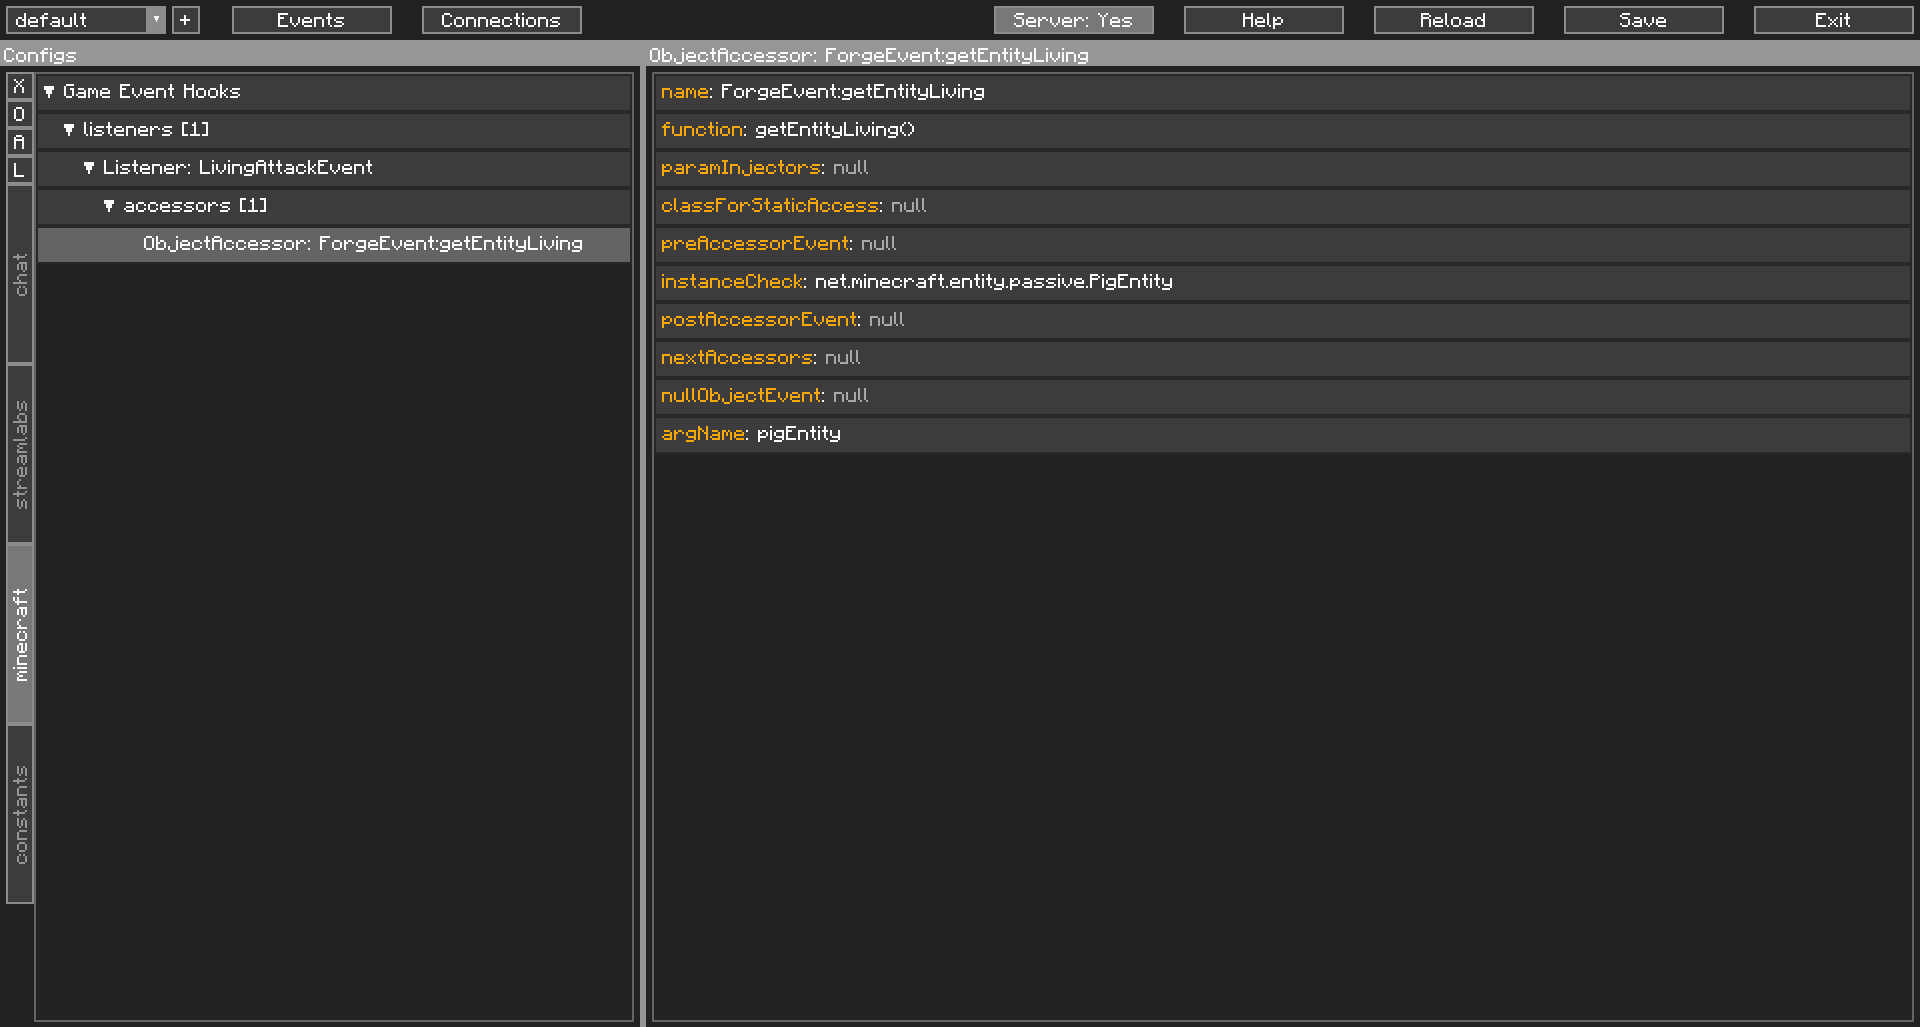 default ▼ + Events Connections Server: Yes Help Reload Save Exit
Configs
ObjectAccessor: ForgeEvent:getEntityLiving
X
O
A
L
chat
streamlabs
minecraft
constants
▼ Game Event Hooks
▼ listeners [1]
▼ Listener: LivingAttackEvent
▼ accessors [1]
ObjectAccessor: ForgeEvent:getEntityLiving
name: ForgeEvent:getEntityLiving
function: getEntityLiving()
paramInjectors: null
classForStaticAccess: null
preAccessorEvent: null
instanceCheck: net.minecraft.entity.passive.PigEntity
postAccessorEvent: null
nextAccessors: null
nullObjectEvent: null
argName: pigEntity